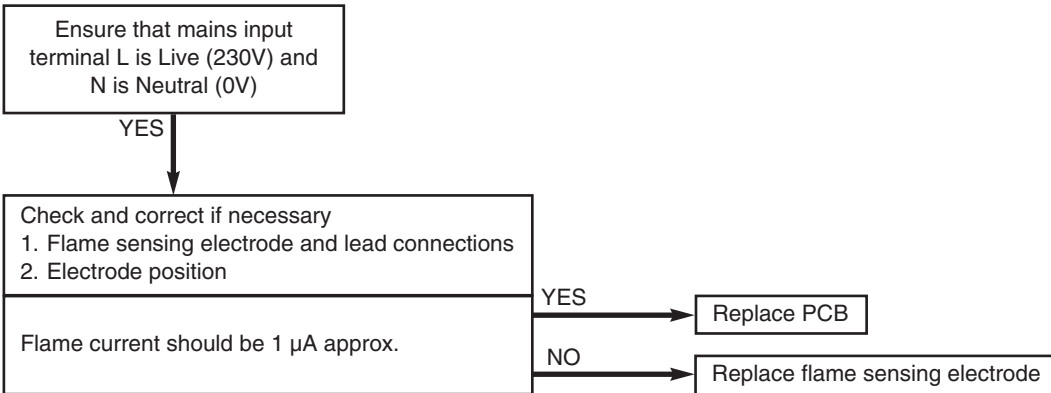 Ensure that mains input
terminal L is Live (230V) and
N is Neutral (0V)
YES
Check and correct if necessary
1. Flame sensing electrode and lead connections
2. Electrode position
Flame current should be 1 µA approx.
YES
Replace PCB
NO
Replace flame sensing electrode